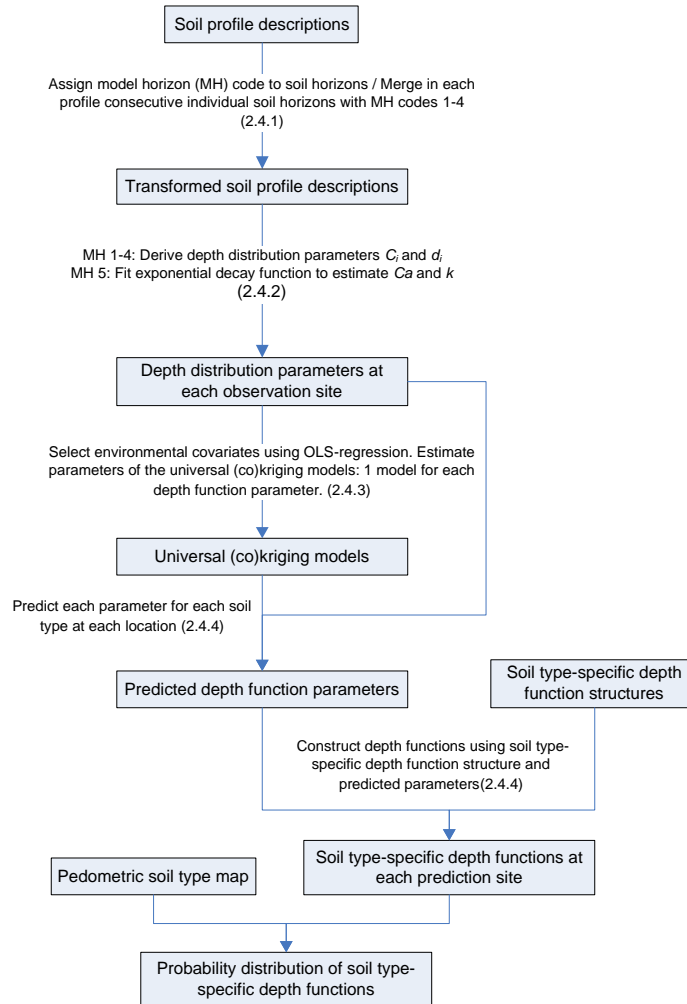 Soil profile descriptions
Assign model horizon (MH) code to soil horizons / Merge in each
profile consecutive individual soil horizons with MH codes 1-4
(2.4.1)
Transformed soil profile descriptions
MH 1-4: Derive depth distribution parameters Ci and di
MH 5: Fit exponential decay function to estimate Ca and k
(2.4.2)
Depth distribution parameters at
each observation site
Select environmental covariates using OLS-regression. Estimate
parameters of the universal (co)kriging models: 1 model for each
depth function parameter. (2.4.3)
Universal (co)kriging models
Predict each parameter for each soil
type at each location (2.4.4)
Predicted depth function parameters
Soil type-specific depth
function structures
Construct depth functions using soil type-
specific depth function structure and
predicted parameters(2.4.4)
Soil type-specific depth functions at
each prediction site
Pedometric soil type map
Probability distribution of soil type-
specific depth functions